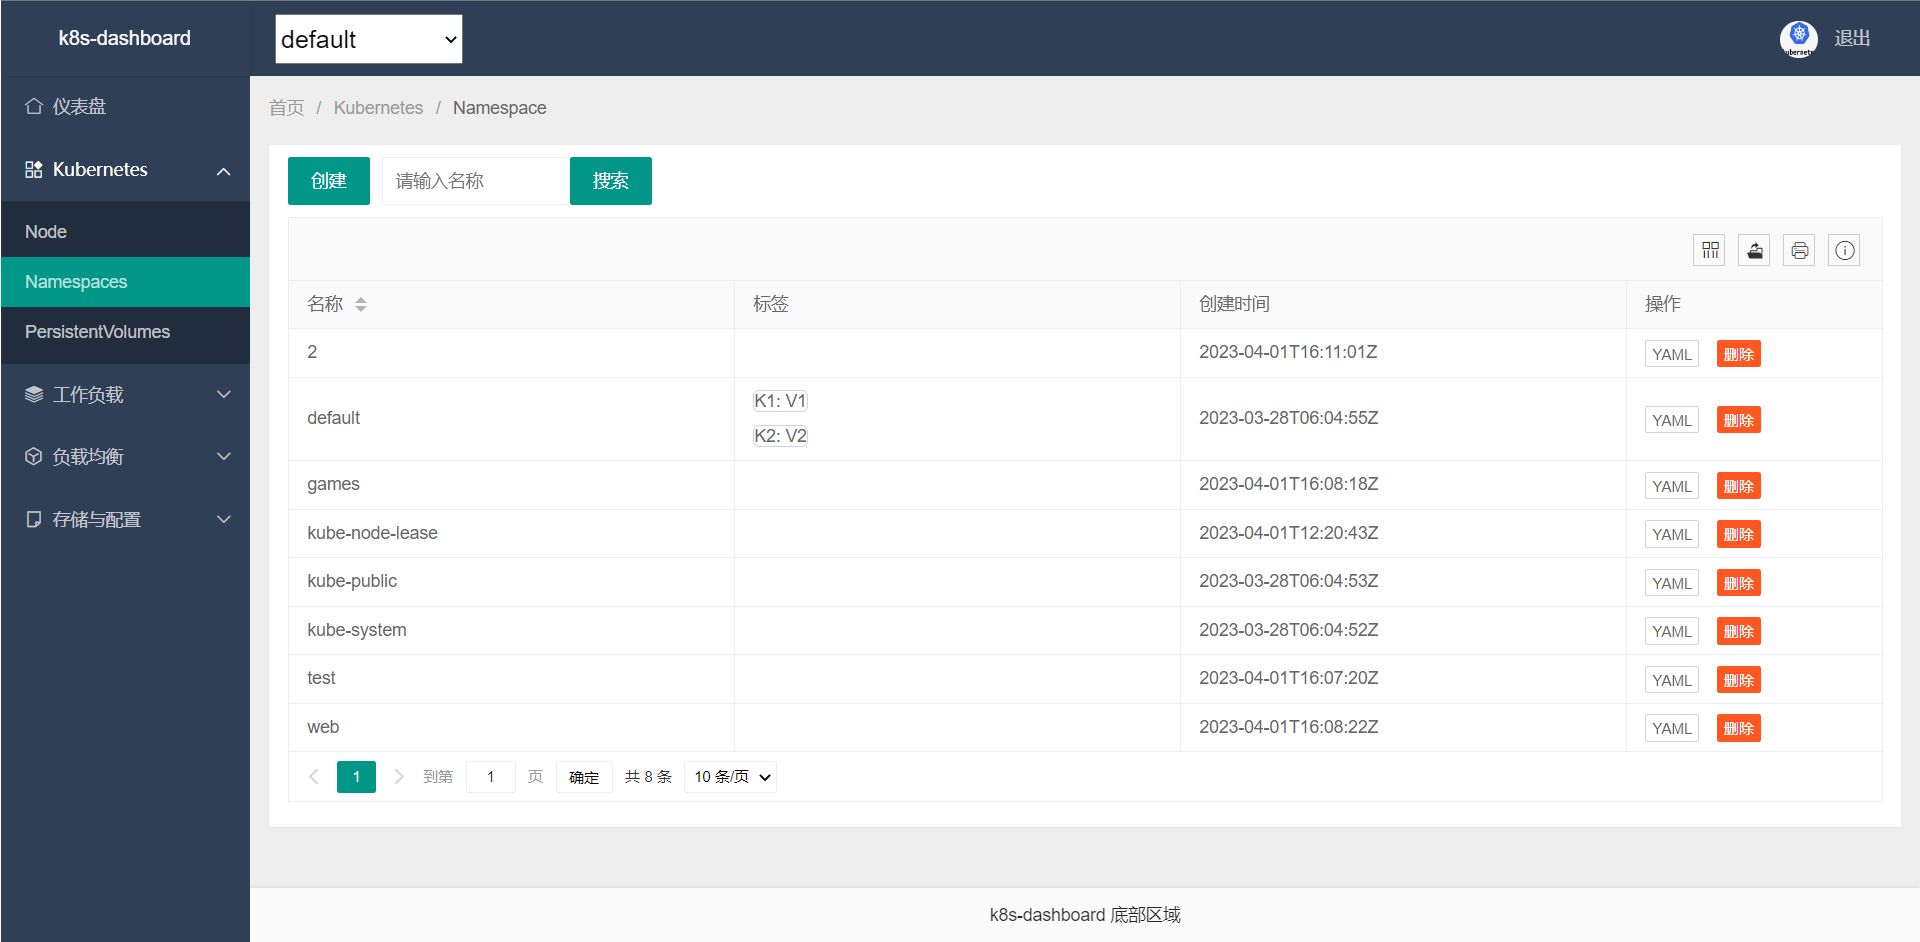 k8s-dashboard
default
退出
仪表盘
Kubernetes
Node
Namespaces
PersistentVolumes
工作负载
负载均衡
存储与配置
首页 / Kubernetes / Namespace
创建 请输入名称 搜索
名称 标签 创建时间 操作
2 2023-04-01T16:11:01Z YAML 删除
default K1: V1 K2: V2 2023-03-28T06:04:55Z YAML 删除
games 2023-04-01T16:08:18Z YAML 删除
kube-node-lease 2023-04-01T12:20:43Z YAML 删除
kube-public 2023-03-28T06:04:53Z YAML 删除
kube-system 2023-03-28T06:04:52Z YAML 删除
test 2023-04-01T16:07:20Z YAML 删除
web 2023-04-01T16:08:22Z YAML 删除
1 到第 1 页 确定 共 8 条 10 条/页
k8s-dashboard 底部区域